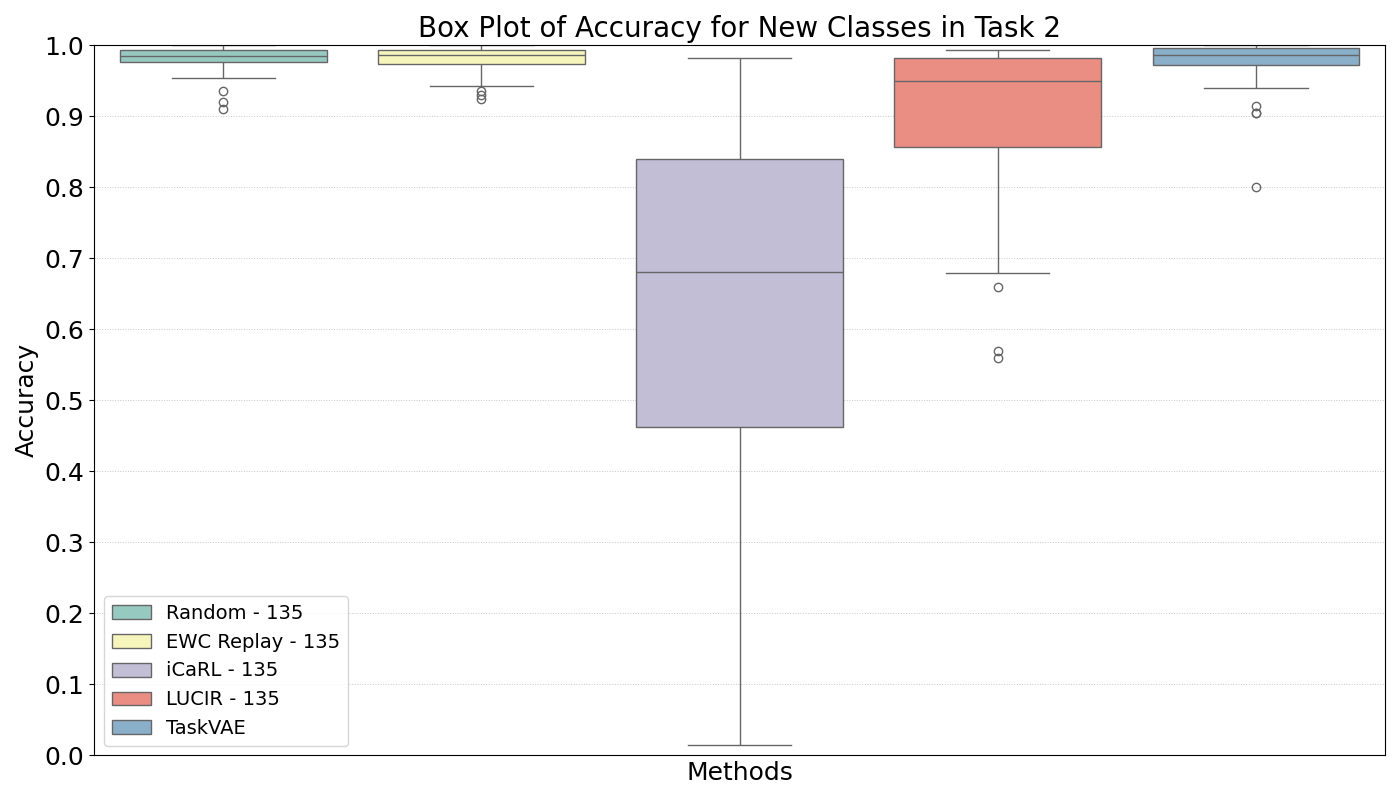 Box Plot of Accuracy for New Classes in Task 2
1.0
0.9
0.8
0.7
0.6
0.5
0.4
0.3
0.2
0.1
0.0
Accuracy
Random - 135
EWC Replay - 135
iCaRL - 135
LUCIR - 135
TaskVAE
Methods